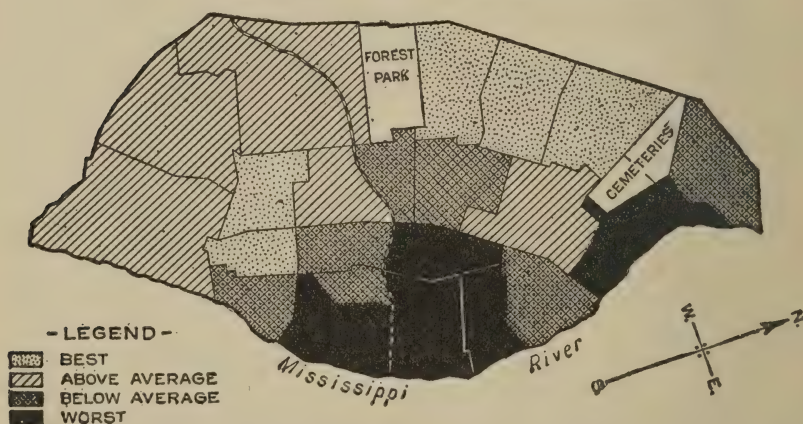 FOREST
PARK
CEMETERIES
- LEGEND -
BEST
ABOVE AVERAGE
BELOW AVERAGE
WORST
Mississippi River
N
W
E
S